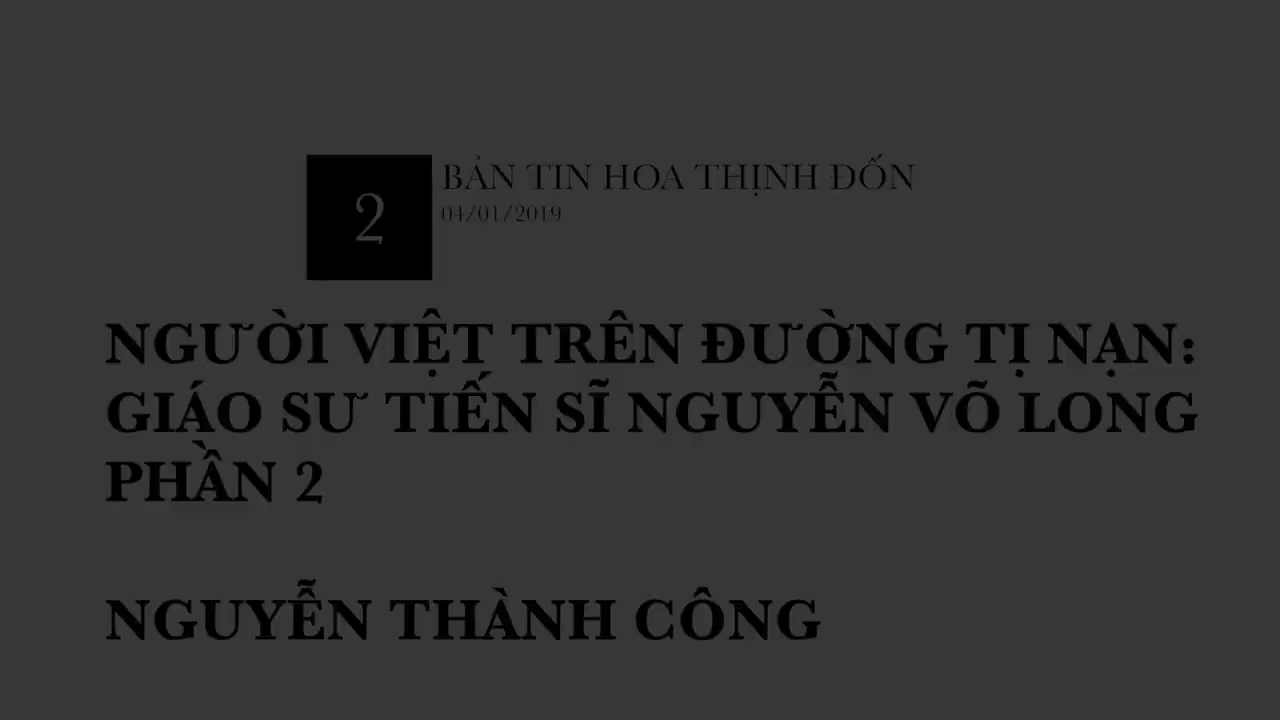 2
BẢN TIN HOA THỊNH ĐỐN
04/01/2019
NGƯỜI VIỆT TRÊN ĐƯỜNG TỊ NẠN:
GIÁO SƯ TIẾN SĨ NGUYỄN VÕ LONG
PHẦN 2
NGUYỄN THÀNH CÔNG